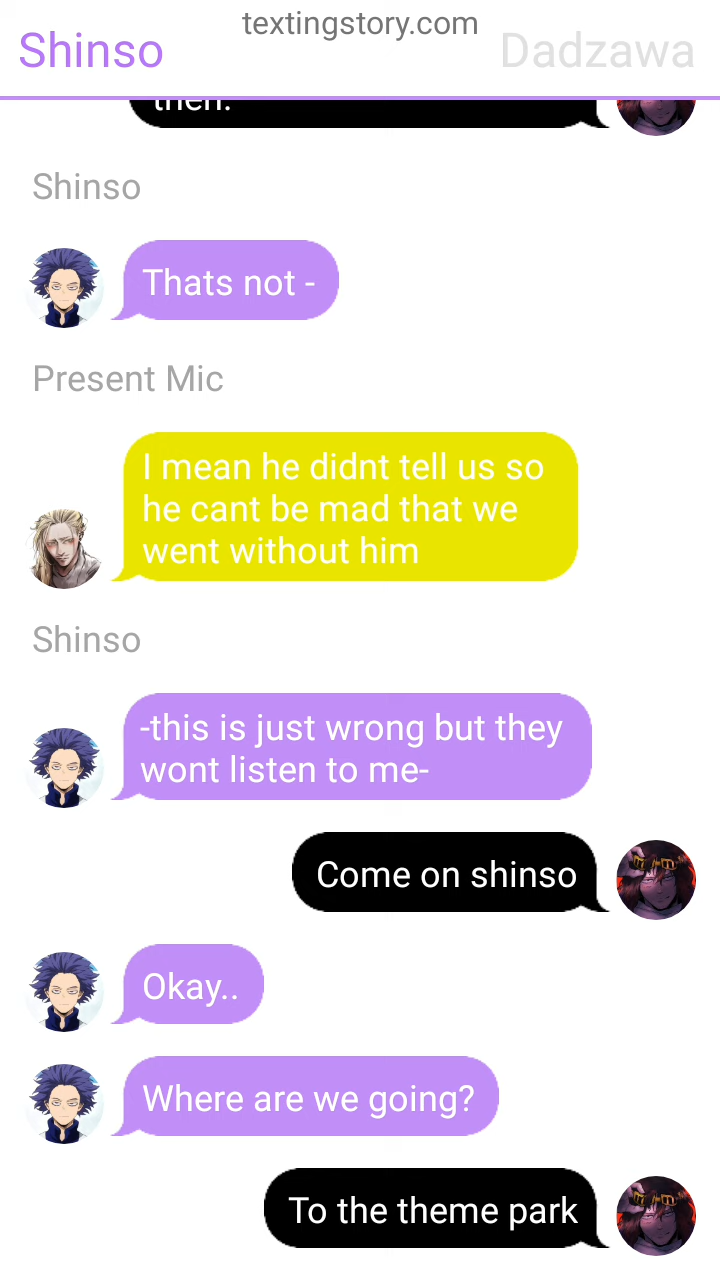 textingstory.com
Shinso
Dadzawa
then.
Shinso
Thats not -
Present Mic
I mean he didnt tell us so
he cant be mad that we
went without him
Shinso
-this is just wrong but they
wont listen to me-
Come on shinso
Okay..
Where are we going?
To the theme park